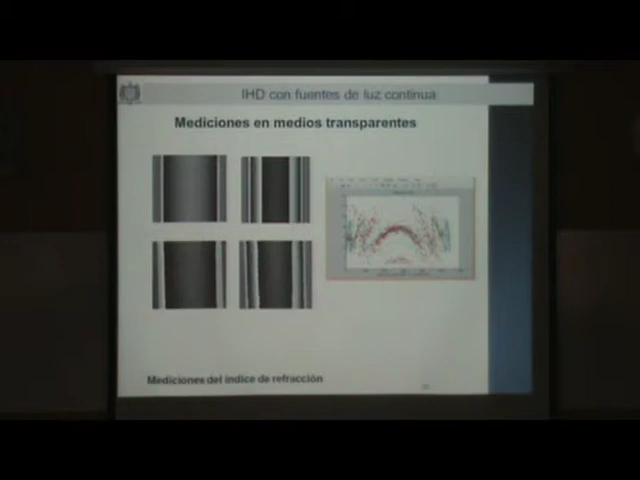 IHD con fuentes de luz continua
Mediciones en medios transparentes
Mediciones del índice de refracción